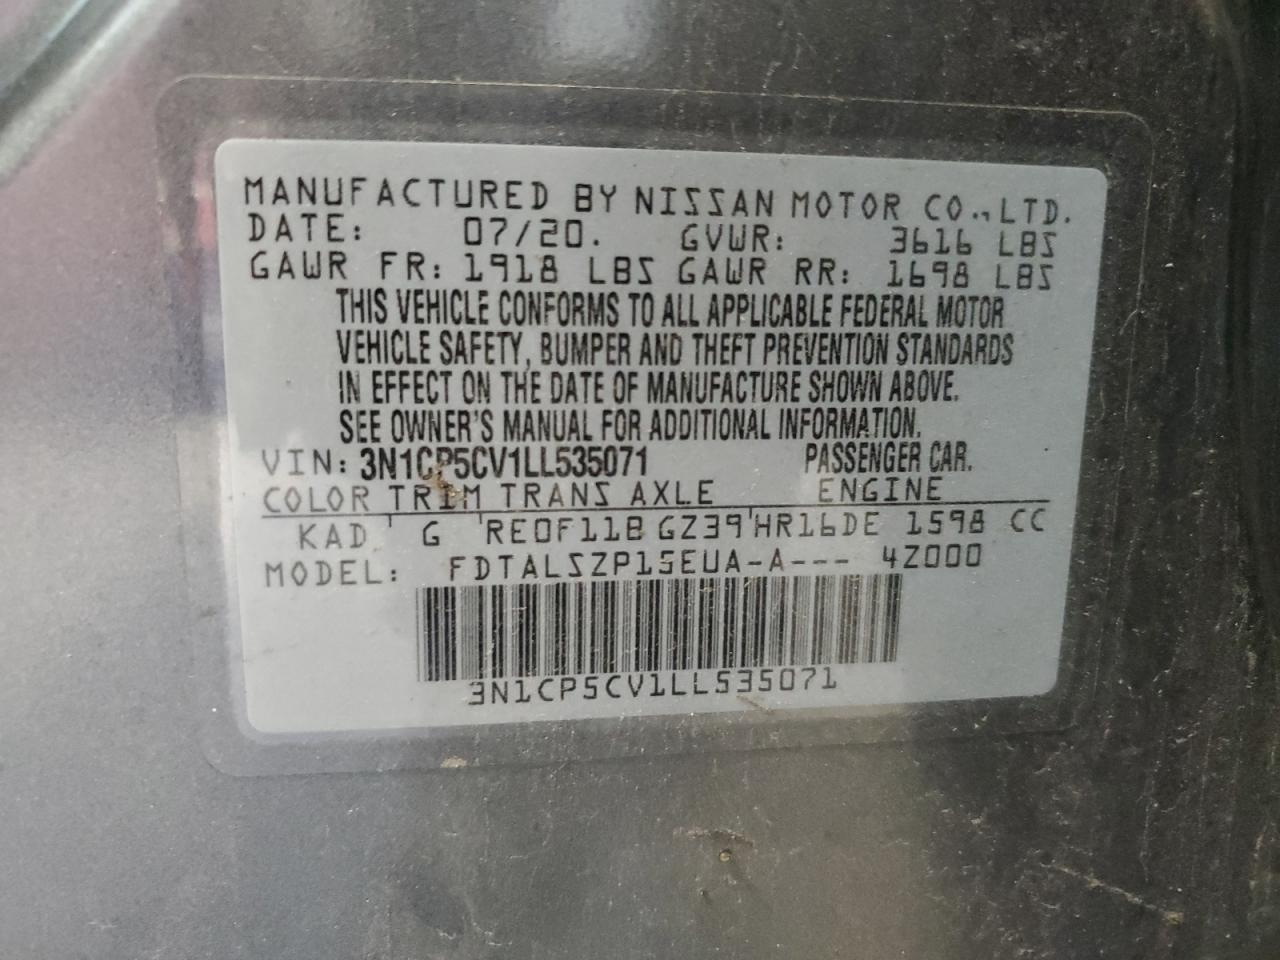 MANUFACTURED BY NISSAN MOTOR CO.,LTD.
DATE: 07/20. GVWR: 3616 LBS
GAWR FR: 1918 LBS GAWR RR: 1698 LBS
THIS VEHICLE CONFORMS TO ALL APPLICABLE FEDERAL MOTOR
VEHICLE SAFETY, BUMPER AND THEFT PREVENTION STANDARDS
IN EFFECT ON THE DATE OF MANUFACTURE SHOWN ABOVE.
SEE OWNER'S MANUAL FOR ADDITIONAL INFORMATION.
VIN: 3N1CP5CV1LL535071 PASSENGER CAR.
COLOR TRIM TRANS AXLE ENGINE
KAD G RE0F11B GZ39 HR16DE 1598 CC
MODEL: FDTALSZP15EUA-A--- 4Z000
3N1CP5CV1LL535071